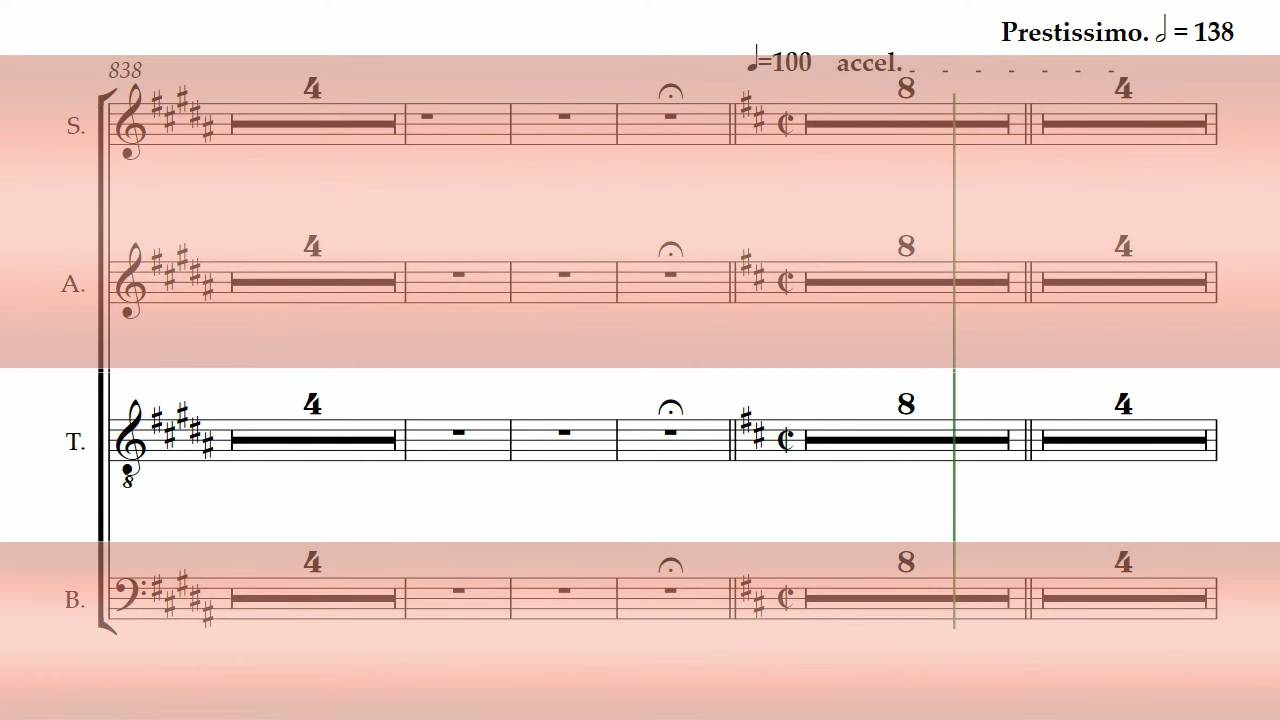 Prestissimo. 𝅗𝅥 = 138
838
♩=100 accel. - - - - - - -
4 8 4
S.
4 8 4
A.
4 8 4
T.
8
4 8 4
B.